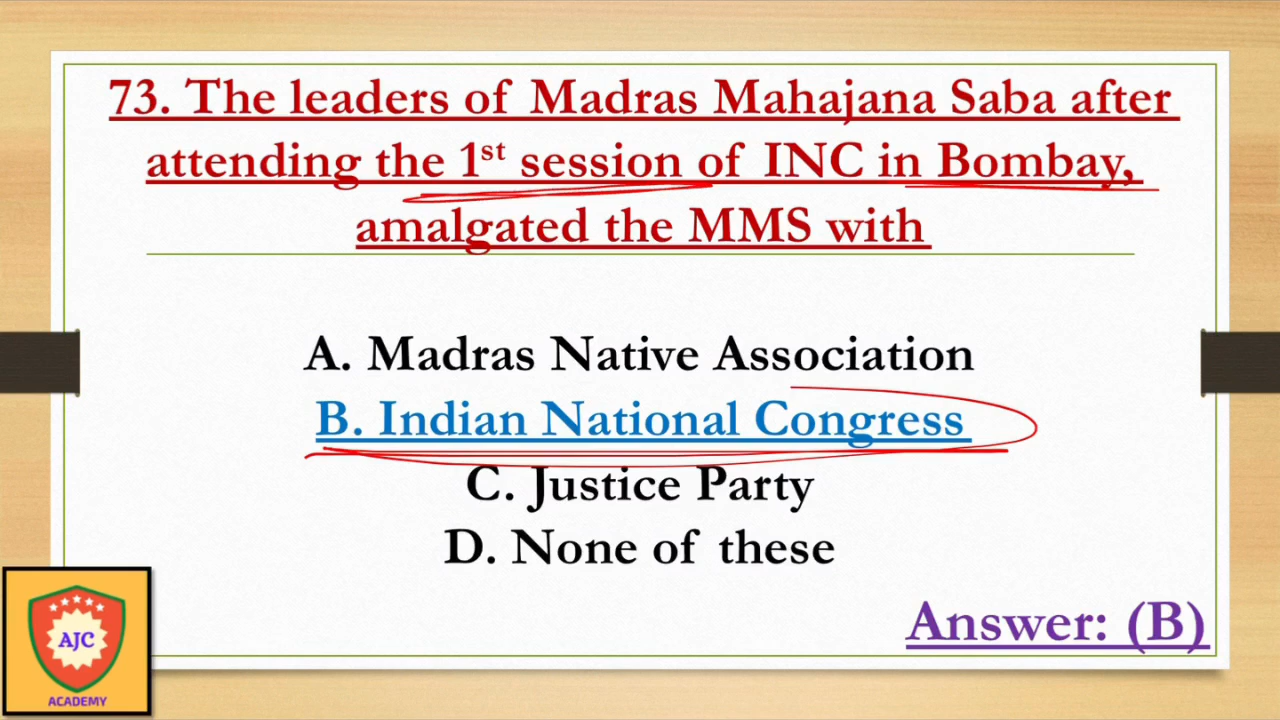 73. The leaders of Madras Mahajana Saba after
attending the 1st session of INC in Bombay,
amalgated the MMS with
A. Madras Native Association
B. Indian National Congress
C. Justice Party
D. None of these
Answer: (B)
AJC
ACADEMY